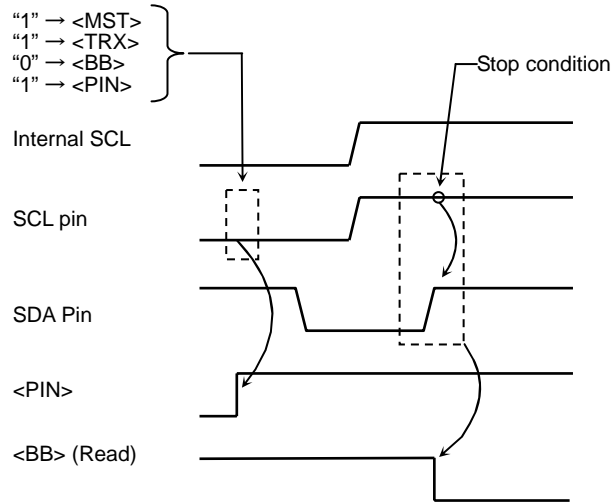 “1” → <MST>
“1” → <TRX>
“0” → <BB>
“1” → <PIN>
Stop condition
Internal SCL
SCL pin
SDA Pin
<PIN>
<BB> (Read)